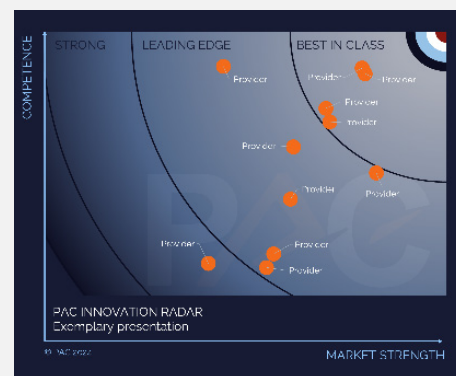 COMPETENCE
STRONG
LEADING EDGE
BEST IN CLASS
Provider
Provider
Provider
Provider
Provider
Provider
Provider
Provider
Provider
Provider
Provider
PAC
PAC INNOVATION RADAR
Exemplary presentation
MARKET STRENGTH